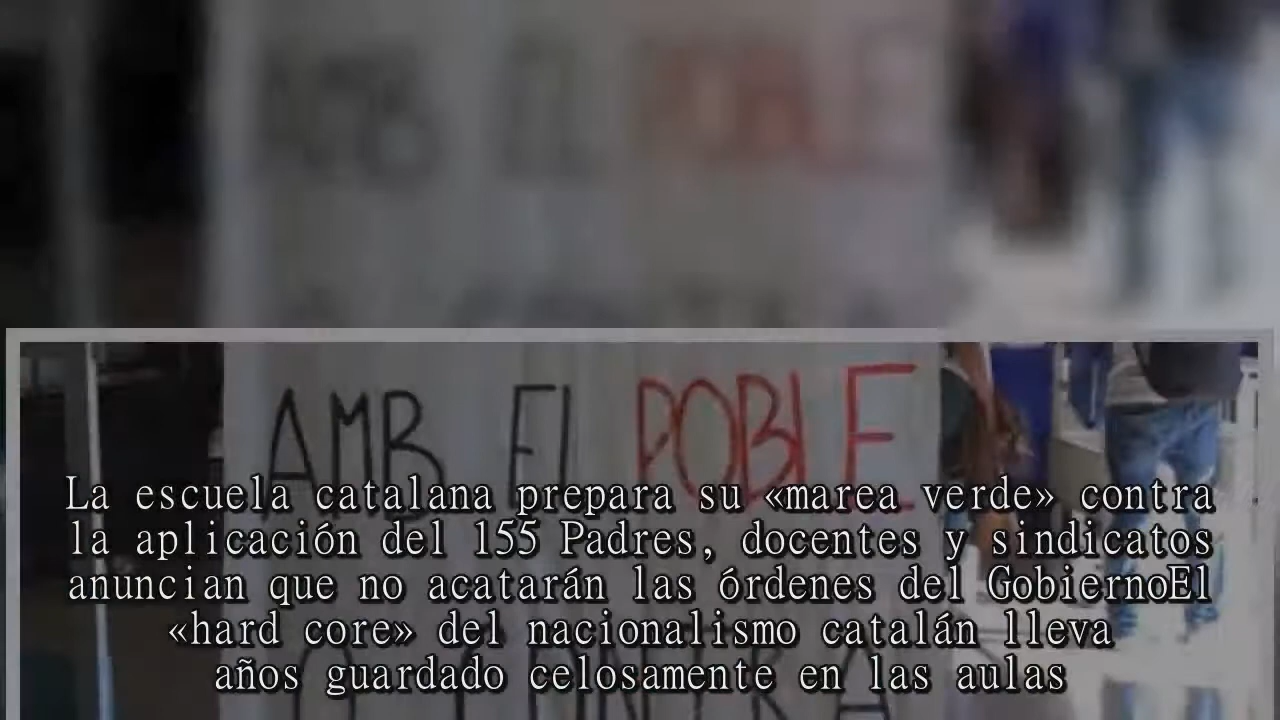 AMB EL POBLE
La escuela catalana prepara su «marea verde» contra
la aplicación del 155 Padres, docentes y sindicatos
anuncian que no acatarán las órdenes del GobiernoEl
«hard core» del nacionalismo catalán lleva
años guardado celosamente en las aulas
O CONTRA